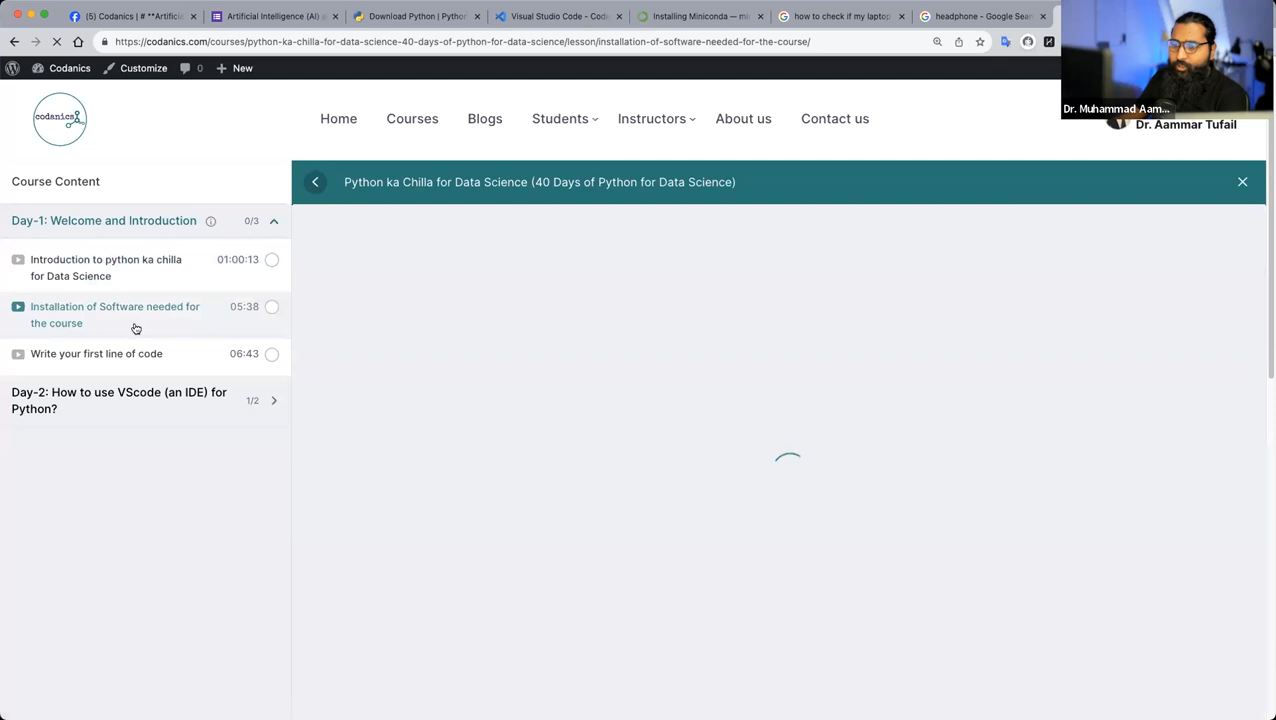 (5) Codanics | # **Artific
Artificial Intelligence (AI) a
Download Python | Python
Visual Studio Code - Code
Installing Miniconda — mi
how to check if my laptop
headphone - Google Sear
https://codanics.com/courses/python-ka-chilla-for-data-science-40-days-of-python-for-data-science/lesson/installation-of-software-needed-for-the-course/
Codanics
Customize
0
New
Dr. Muhammad Aam...
codanics
Home
Courses
Blogs
Students
Instructors
About us
Contact us
Dr. Aammar Tufail
Course Content
Python ka Chilla for Data Science (40 Days of Python for Data Science)
Day-1: Welcome and Introduction 0/3
Introduction to python ka chilla 01:00:13
for Data Science
Installation of Software needed for 05:38
the course
Write your first line of code 06:43
Day-2: How to use VScode (an IDE) for
Python? 1/2